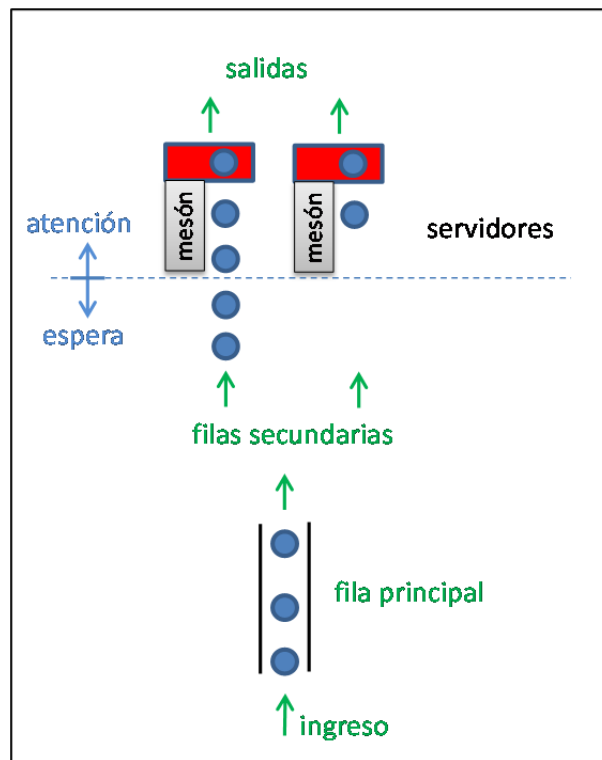 salidas
mesón
mesón
atención
servidores
espera
filas secundarias
fila principal
ingreso